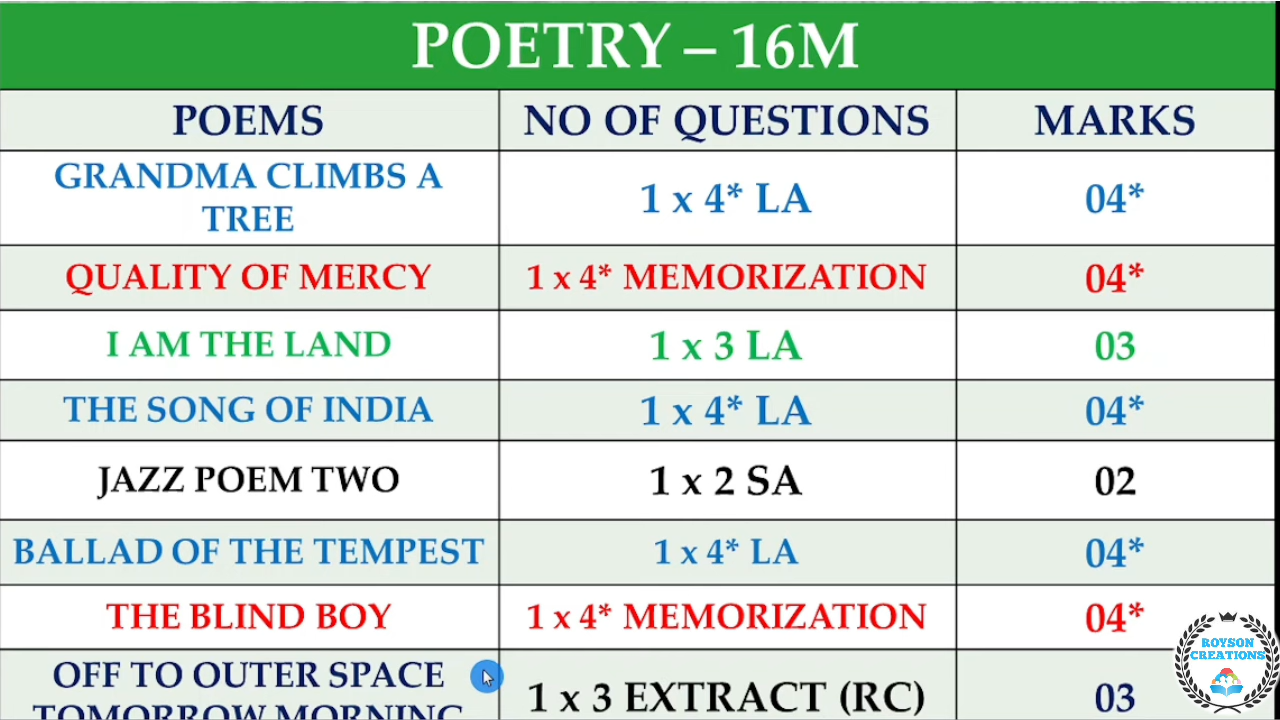 POETRY – 16M
POEMS NO OF QUESTIONS MARKS
GRANDMA CLIMBS A
TREE
1 x 4* LA 04*
QUALITY OF MERCY 1 x 4* MEMORIZATION 04*
I AM THE LAND 1 x 3 LA 03
THE SONG OF INDIA 1 x 4* LA 04*
JAZZ POEM TWO 1 x 2 SA 02
BALLAD OF THE TEMPEST 1 x 4* LA 04*
THE BLIND BOY 1 x 4* MEMORIZATION 04*
OFF TO OUTER SPACE
TOMORROW MORNING
1 x 3 EXTRACT (RC) 03
ROYSON
CREATIONS